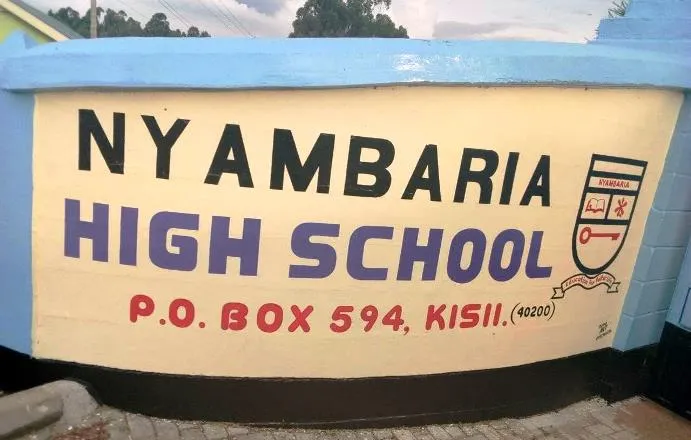 NYAMBARIA
HIGH SCHOOL
P.O. BOX 594, KISII. (40200)
NYAMBARIA